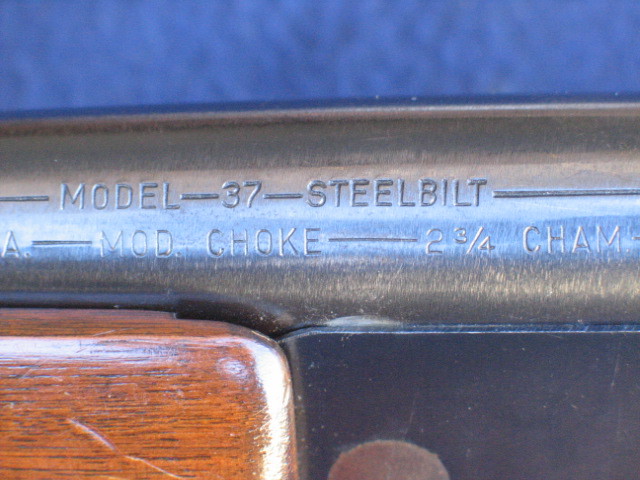 —MODEL—37—STEELBILT—
A.—MOD. CHOKE—2 3/4 CHAM-